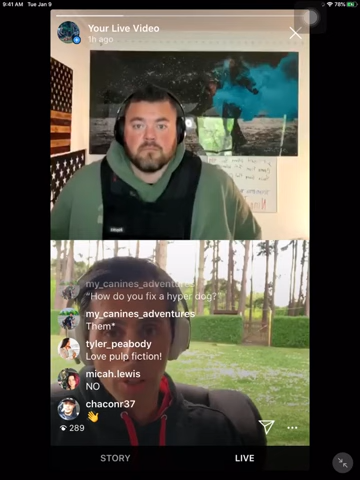 9:41 AM Tue Jan 9
78%
Your Live Video
1h ago
my_canines_adventures
"How do you fix a hyper dog?"
my_canines_adventures
Them*
tyler_peabody
Love pulp fiction!
micah.lewis
NO
chaconr37
👋
289
STORY
LIVE